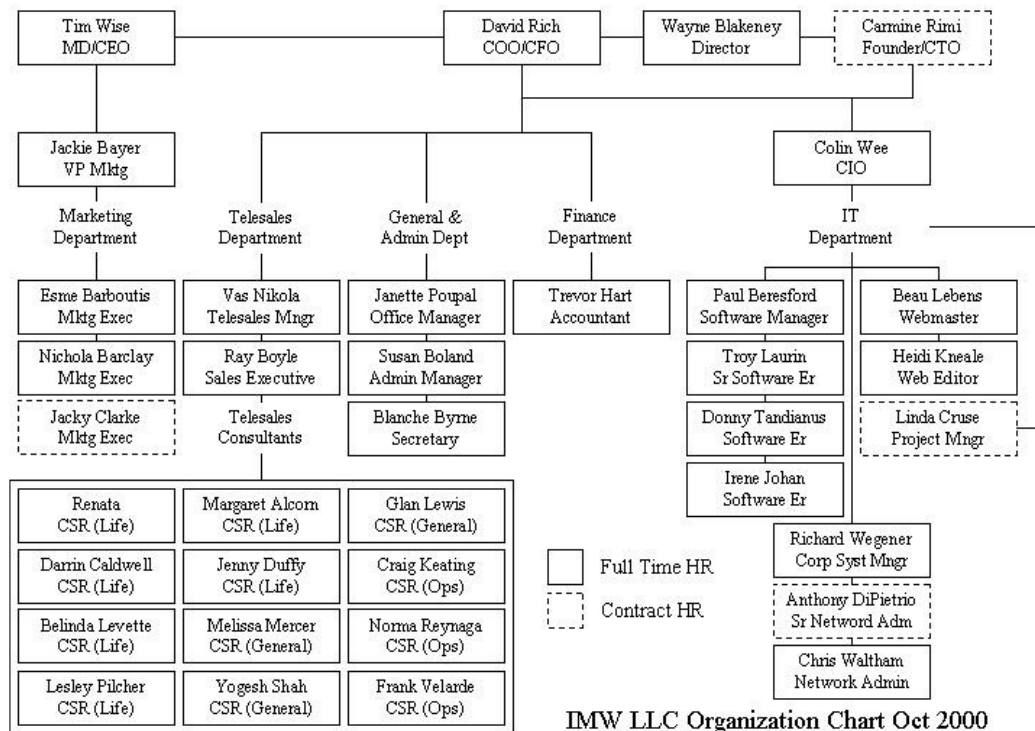 Tim Wise
MD/CEO
David Rich
COO/CFO
Wayne Blakeney
Director
Carmine Rimi
Founder/CTO
Jackie Bayer
VP Mktg
Colin Wee
CIO
Marketing
Department
Telesales
Department
General &
Admin Dept
Finance
Department
IT
Department
Esme Barboutis
Mktg Exec
Vas Nikola
Telesales Mngr
Janette Poupal
Office Manager
Trevor Hart
Accountant
Paul Beresford
Software Manager
Beau Lebens
Webmaster
Nichola Barclay
Mktg Exec
Ray Boyle
Sales Executive
Susan Boland
Admin Manager
Troy Laurin
Sr Software Er
Heidi Kneale
Web Editor
Jacky Clarke
Mktg Exec
Telesales
Consultants
Blanche Byrne
Secretary
Donny Tandianus
Software Er
Linda Cruse
Project Mngr
Irene Johan
Software Er
Renata
CSR (Life)
Margaret Alcorn
CSR (Life)
Glan Lewis
CSR (General)
Darrin Caldwell
CSR (Life)
Jenny Duffy
CSR (Life)
Craig Keating
CSR (Ops)
Belinda Levette
CSR (Life)
Melissa Mercer
CSR (General)
Norma Reynaga
CSR (Ops)
Lesley Pilcher
CSR (Life)
Yogesh Shah
CSR (General)
Frank Velarde
CSR (Ops)
Full Time HR
Contract HR
Richard Wegener
Corp Syst Mngr
Anthony DiPietrio
Sr Netword Adm
Chris Waltham
Network Admin
IMW LLC Organization Chart Oct 2000